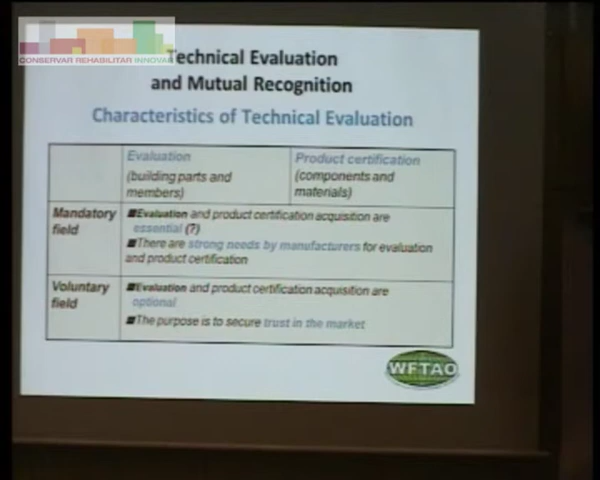 CONSERVAR REHABILITAR INNOVAR
Technical Evaluation
and Mutual Recognition
Characteristics of Technical Evaluation
Evaluation
(building parts and
members)
Product certification
(components and
materials)
Mandatory
field
■Evaluation and product certification acquisition are
essential (?)
■There are strong needs by manufacturers for evaluation
and product certification
Voluntary
field
■Evaluation and product certification acquisition are
optional
■The purpose is to secure trust in the market
WFTAO